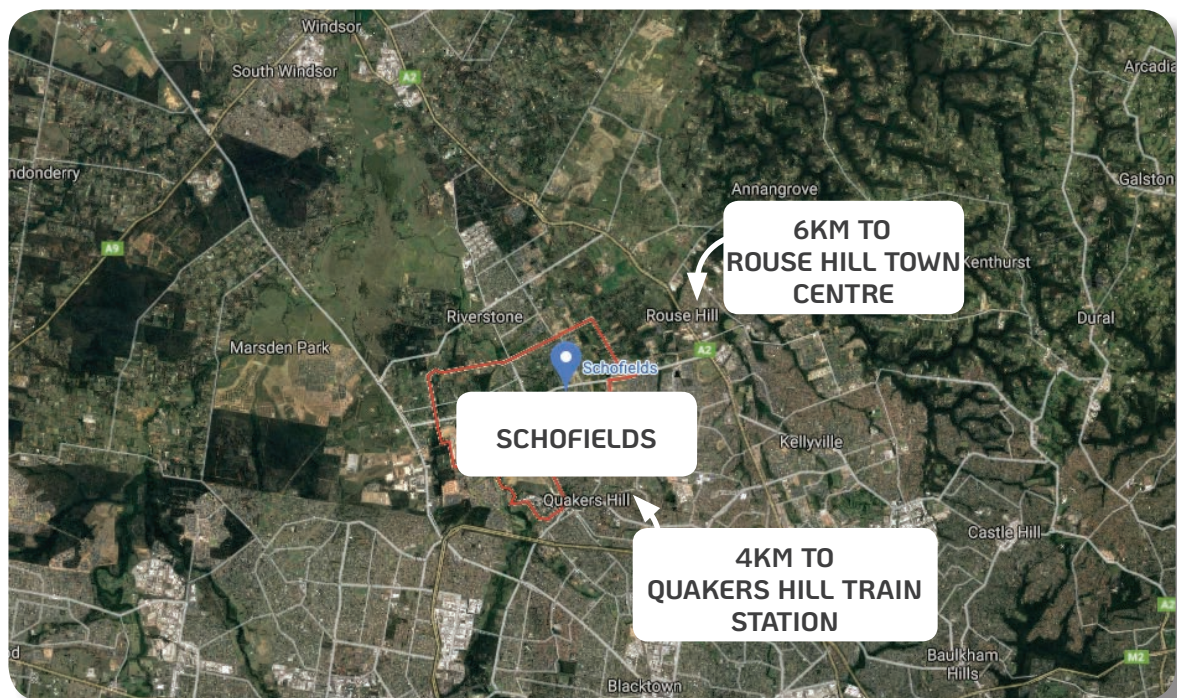 Windsor
South Windsor
A2
Arcadia
ndonderry
Galston
Annangrove
A9
6KM TO
ROUSE HILL TOWN
CENTRE
Kenthurst
Riverstone
Rouse Hill
Dural
Marsden Park
A2
Schofields
SCHOFIELDS
Kellyville
Quakers Hill
Castle Hill
4KM TO
QUAKERS HILL TRAIN
STATION
A2
od
Baulkham
Hills
M2
Blacktown